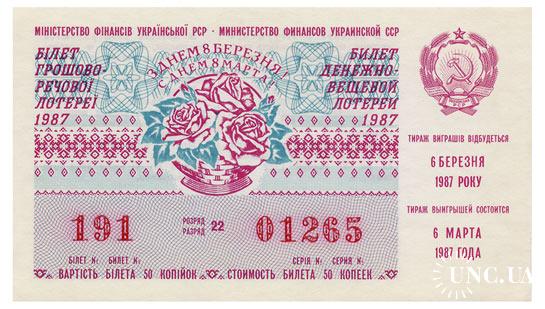 МІНІСТЕРСТВО ФІНАНСІВ УКРАЇНСЬКОЇ РСР · МИНИСТЕРСТВО ФИНАНСОВ УКРАИНСКОЙ ССР
БІЛЕТ
ГРОШОВО-
РЕЧОВОЇ
ЛОТЕРЕЇ
1987
З ДНЕМ 8 БЕРЕЗНЯ!
С ДНЕМ 8 МАРТА!
БИЛЕТ
ДЕНЕЖНО-
ВЕЩЕВОЙ
ЛОТЕРЕИ
1987
УРСР
ТИРАЖ ВИГРАШІВ ВІДБУДЕТЬСЯ
6 БЕРЕЗНЯ
1987 РОКУ
ТИРАЖ ВЫИГРЫШЕЙ СОСТОИТСЯ
6 МАРТА
1987 ГОДА
191
РОЗРЯД
РАЗРЯД 22
01265
БІЛЕТ №: БИЛЕТ №:
СЕРІЯ №: СЕРИЯ №:
ВАРТІСТЬ БІЛЕТА 50 КОПІЙОК · СТОИМОСТЬ БИЛЕТА 50 КОПЕЕК
UNC.UA